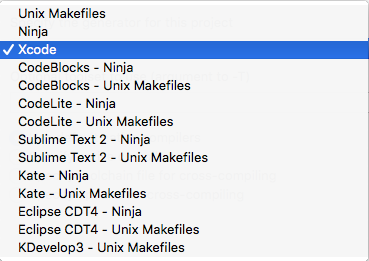 Unix Makefiles
Ninja
✓ Xcode
CodeBlocks - Ninja
CodeBlocks - Unix Makefiles
CodeLite - Ninja
CodeLite - Unix Makefiles
Sublime Text 2 - Ninja
Sublime Text 2 - Unix Makefiles
Kate - Ninja
Kate - Unix Makefiles
Eclipse CDT4 - Ninja
Eclipse CDT4 - Unix Makefiles
KDevelop3 - Unix Makefiles